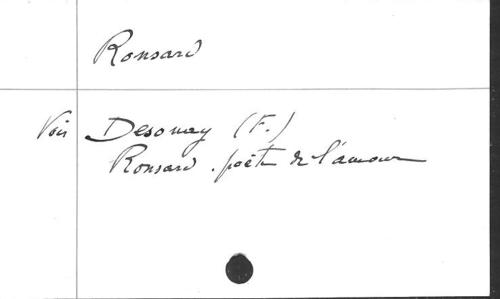 Ronsard
Voir Desonay (F.)
Ronsard. poète de l'amour